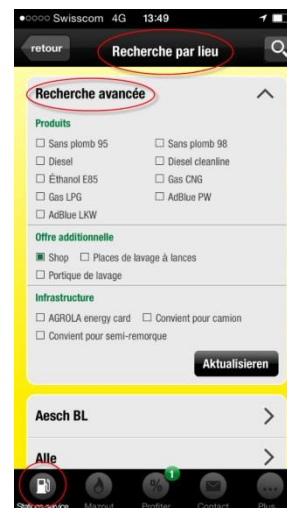 Swisscom 4G 13:49
retour Recherche par lieu
Recherche avancée
Produits
Sans plomb 95 Sans plomb 98
Diesel Diesel cleanline
Éthanol E85 Gas CNG
Gas LPG AdBlue PW
AdBlue LKW
Offre additionnelle
Shop Places de lavage à lances
Portique de lavage
Infrastructure
AGROLA energy card Convient pour camion
Convient pour semi-remorque
Aktualisieren
Aesch BL
Alle
1
Stations-service Mazout Profiter Contact Plus